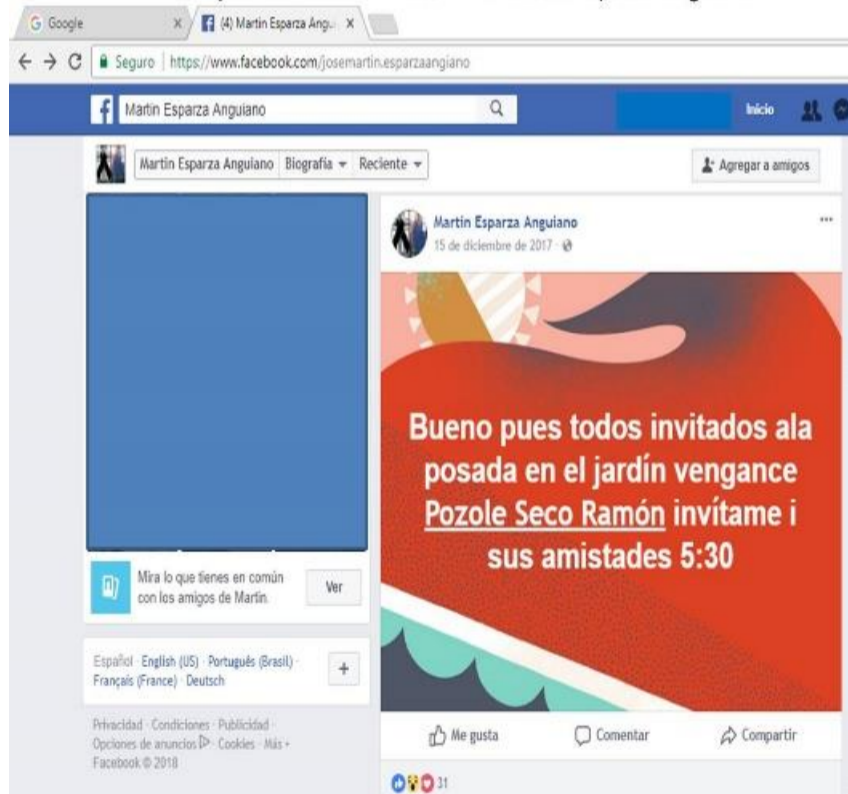 Google
(4) Martin Esparza Angu
Seguro | https://www.facebook.com/josemartin.esparzaangiano
Martin Esparza Anguiano
Inicio
Martin Esparza Anguiano Biografía Reciente
Agregar a amigos
Martin Esparza Anguiano
15 de diciembre de 2017
Bueno pues todos invitados ala
posada en el jardín vengance
Pozole Seco Ramón invítame i
sus amistades 5:30
Mira lo que tienes en común
con los amigos de Martin.
Ver
Español · English (US) · Português (Brasil) ·
Français (France) · Deutsch
+
Privacidad · Condiciones · Publicidad ·
Opciones de anuncios · Cookies · Más
Facebook © 2018
Me gusta
Comentar
Compartir
31